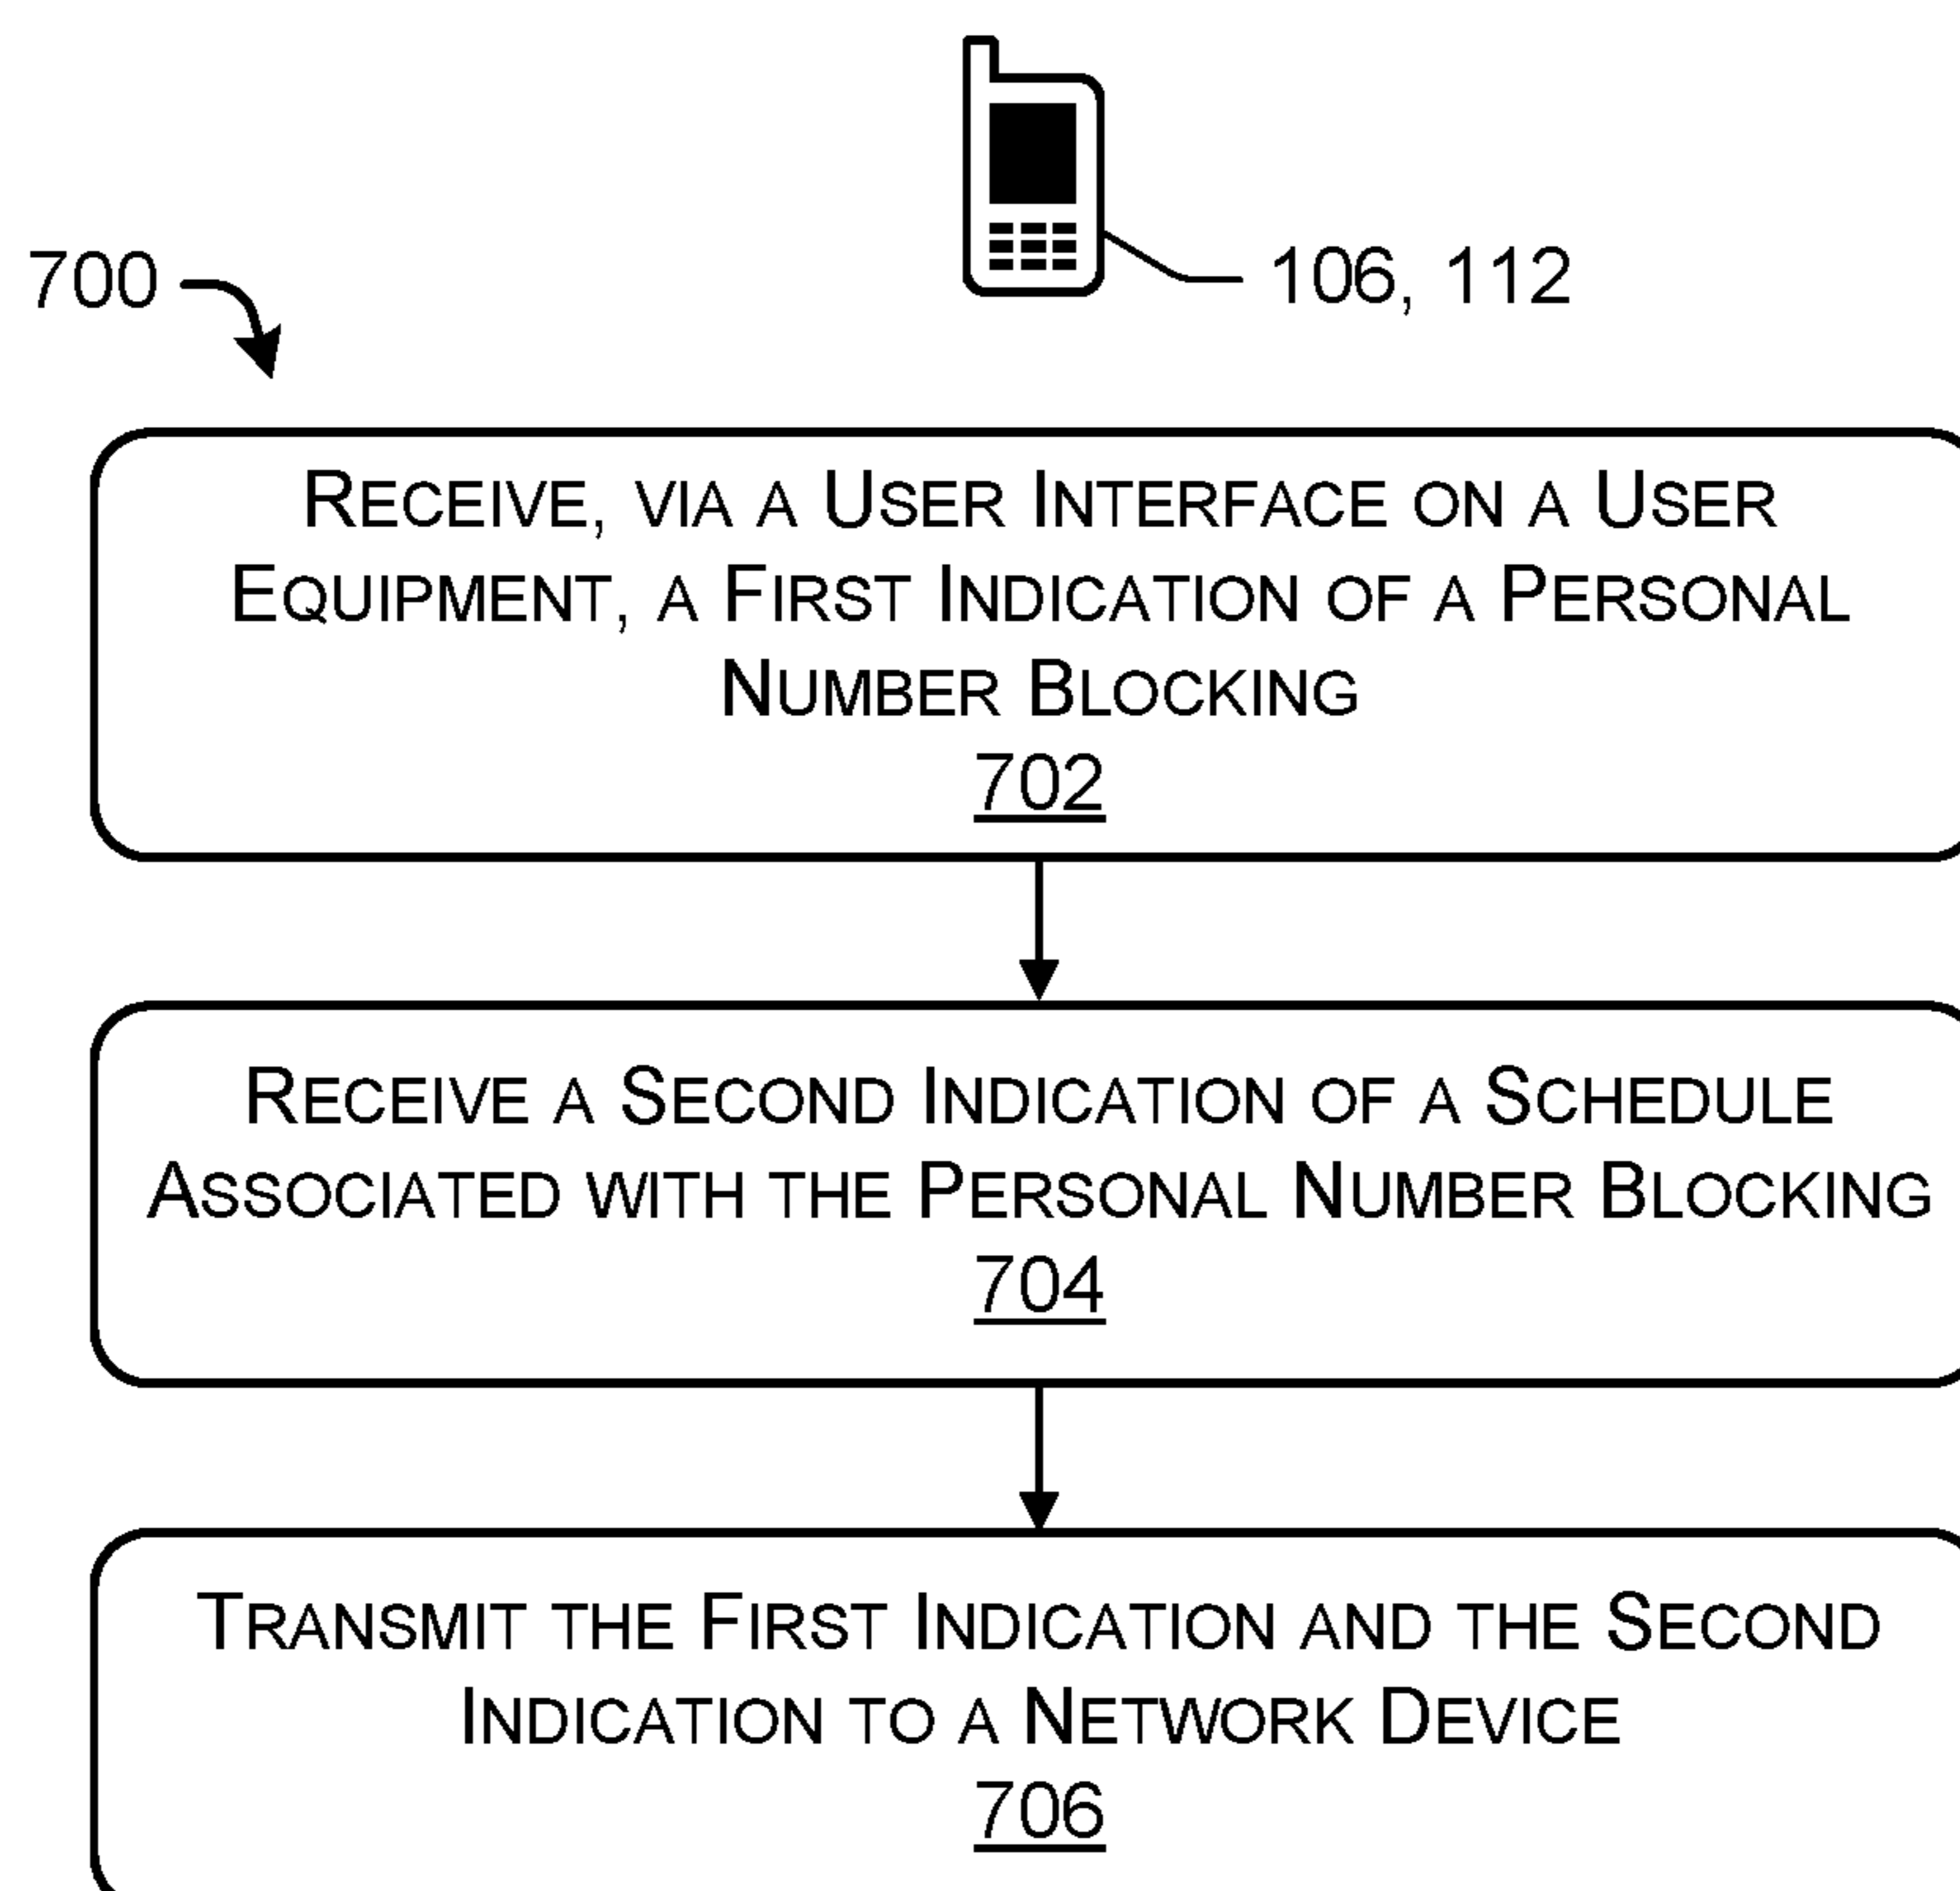 106, 112
700
RECEIVE, VIA A USER INTERFACE ON A USER
EQUIPMENT, A FIRST INDICATION OF A PERSONAL
NUMBER BLOCKING
702
RECEIVE A SECOND INDICATION OF A SCHEDULE
ASSOCIATED WITH THE PERSONAL NUMBER BLOCKING
704
TRANSMIT THE FIRST INDICATION AND THE SECOND
INDICATION TO A NETWORK DEVICE
706